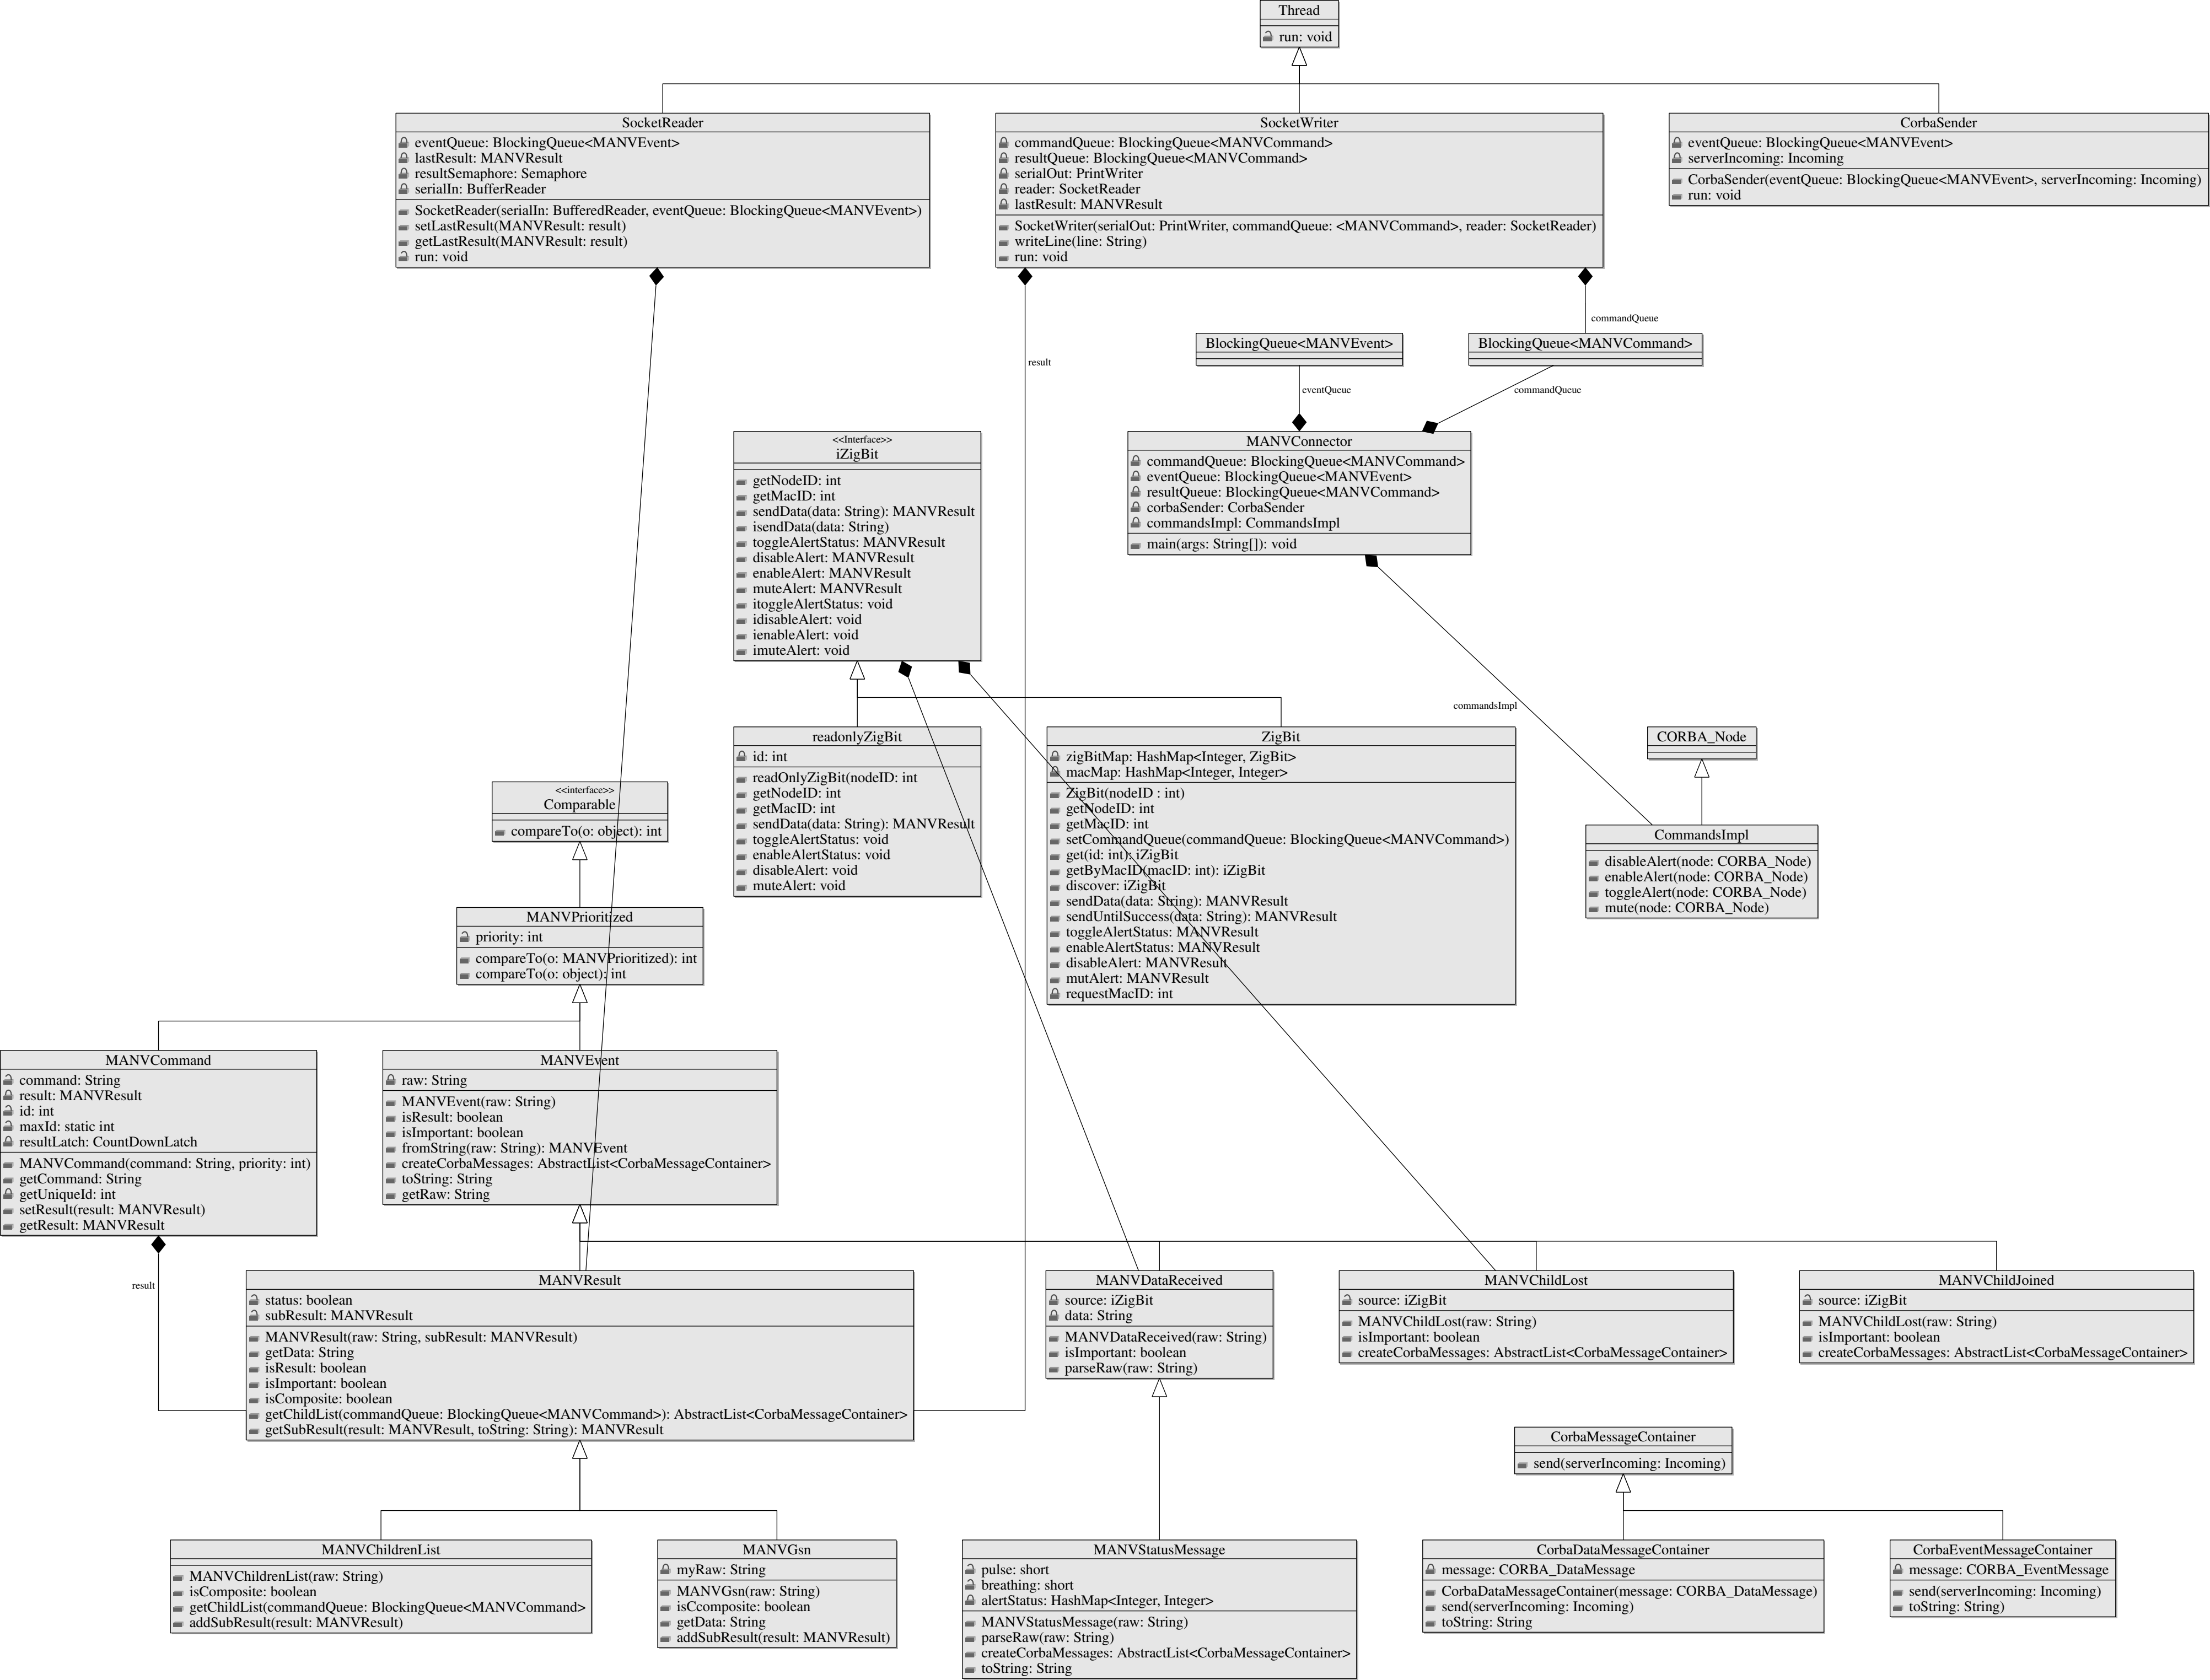 Thread
run: void
SocketReader
eventQueue: BlockingQueue<MANVEvent>
lastResult: MANVResult
resultSemaphore: Semaphore
serialIn: BufferReader
SocketReader(serialIn: BufferedReader, eventQueue: BlockingQueue<MANVEvent>)
setLastResult(MANVResult: result)
getLastResult(MANVResult: result)
run: void
SocketWriter
commandQueue: BlockingQueue<MANVCommand>
resultQueue: BlockingQueue<MANVCommand>
serialOut: PrintWriter
reader: SocketReader
lastResult: MANVResult
SocketWriter(serialOut: PrintWriter, commandQueue: <MANVCommand>, reader: SocketReader)
writeLine(line: String)
run: void
CorbaSender
eventQueue: BlockingQueue<MANVEvent>
serverIncoming: Incoming
CorbaSender(eventQueue: BlockingQueue<MANVEvent>, serverIncoming: Incoming)
run: void
commandQueue
BlockingQueue<MANVEvent>
BlockingQueue<MANVCommand>
result
eventQueue
commandQueue
<<Interface>>
iZigBit
getNodeID: int
getMacID: int
sendData(data: String): MANVResult
isendData(data: String)
toggleAlertStatus: MANVResult
disableAlert: MANVResult
enableAlert: MANVResult
muteAlert: MANVResult
itoggleAlertStatus: void
idisableAlert: void
ienableAlert: void
imuteAlert: void
MANVConnector
commandQueue: BlockingQueue<MANVCommand>
eventQueue: BlockingQueue<MANVEvent>
resultQueue: BlockingQueue<MANVCommand>
corbaSender: CorbaSender
commandsImpl: CommandsImpl
main(args: String[]): void
commandsImpl
readonlyZigBit
id: int
readOnlyZigBit(nodeID: int
getNodeID: int
getMacID: int
sendData(data: String): MANVResult
toggleAlertStatus: void
enableAlertStatus: void
disableAlert: void
muteAlert: void
ZigBit
zigBitMap: HashMap<Integer, ZigBit>
macMap: HashMap<Integer, Integer>
ZigBit(nodeID : int)
getNodeID: int
getMacID: int
setCommandQueue(commandQueue: BlockingQueue<MANVCommand>)
get(id: int): iZigBit
getByMacID(macID: int): iZigBit
discover: iZigBit
sendData(data: String): MANVResult
sendUntilSuccess(data: String): MANVResult
toggleAlertStatus: MANVResult
enableAlertStatus: MANVResult
disableAlert: MANVResult
mutAlert: MANVResult
requestMacID: int
CORBA_Node
CommandsImpl
disableAlert(node: CORBA_Node)
enableAlert(node: CORBA_Node)
toggleAlert(node: CORBA_Node)
mute(node: CORBA_Node)
<<interface>>
Comparable
compareTo(o: object): int
MANVPrioritized
priority: int
compareTo(o: MANVPrioritized): int
compareTo(o: object): int
MANVCommand
command: String
result: MANVResult
id: int
maxId: static int
resultLatch: CountDownLatch
MANVCommand(command: String, priority: int)
getCommand: String
getUniqueId: int
setResult(result: MANVResult)
getResult: MANVResult
MANVEvent
raw: String
MANVEvent(raw: String)
isResult: boolean
isImportant: boolean
fromString(raw: String): MANVEvent
createCorbaMessages: AbstractList<CorbaMessageContainer>
toString: String
getRaw: String
result
MANVResult
status: boolean
subResult: MANVResult
MANVResult(raw: String, subResult: MANVResult)
getData: String
isResult: boolean
isImportant: boolean
isComposite: boolean
getChildList(commandQueue: BlockingQueue<MANVCommand>): AbstractList<CorbaMessageContainer>
getSubResult(result: MANVResult, toString: String): MANVResult
MANVDataReceived
source: iZigBit
data: String
MANVDataReceived(raw: String)
isImportant: boolean
parseRaw(raw: String)
MANVChildLost
source: iZigBit
MANVChildLost(raw: String)
isImportant: boolean
createCorbaMessages: AbstractList<CorbaMessageContainer>
MANVChildJoined
source: iZigBit
MANVChildLost(raw: String)
isImportant: boolean
createCorbaMessages: AbstractList<CorbaMessageContainer>
CorbaMessageContainer
send(serverIncoming: Incoming)
MANVChildrenList
MANVChildrenList(raw: String)
isComposite: boolean
getChildList(commandQueue: BlockingQueue<MANVCommand>
addSubResult(result: MANVResult)
MANVGsn
myRaw: String
MANVGsn(raw: String)
isCcomposite: boolean
getData: String
addSubResult(result: MANVResult)
MANVStatusMessage
pulse: short
breathing: short
alertStatus: HashMap<Integer, Integer>
MANVStatusMessage(raw: String)
parseRaw(raw: String)
createCorbaMessages: AbstractList<CorbaMessageContainer>
toString: String
CorbaDataMessageContainer
message: CORBA_DataMessage
CorbaDataMessageContainer(message: CORBA_DataMessage)
send(serverIncoming: Incoming)
toString: String
CorbaEventMessageContainer
message: CORBA_EventMessage
send(serverIncoming: Incoming)
toString: String)